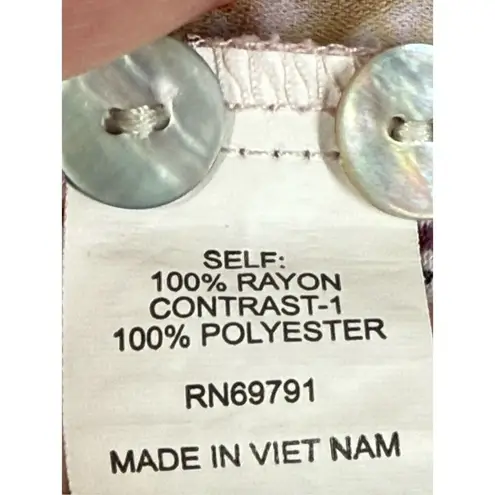 SELF:
100% RAYON
CONTRAST-1
100% POLYESTER
RN69791
MADE IN VIET NAM